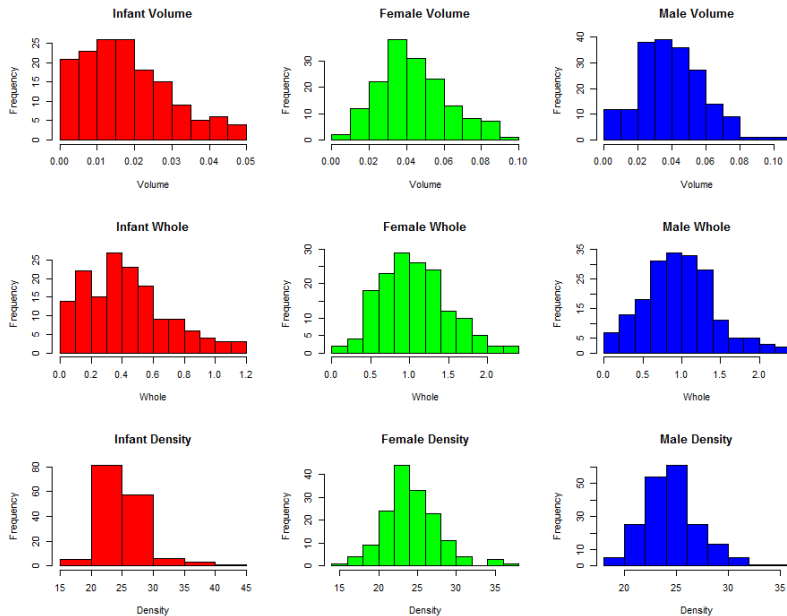 Infant Volume
Female Volume
Male Volume
Frequency
0 5 10 15 20 25
0.00 0.01 0.02 0.03 0.04 0.05
Volume
Frequency
0 10 20 30
0.00 0.02 0.04 0.06 0.08 0.10
Volume
Frequency
0 10 20 30 40
0.00 0.02 0.04 0.06 0.08 0.10
Volume
Infant Whole
Female Whole
Male Whole
Frequency
0 5 10 15 20 25
0.0 0.2 0.4 0.6 0.8 1.0 1.2
Whole
Frequency
0 10 20 30
0.0 0.5 1.0 1.5 2.0
Whole
Frequency
0 5 15 25 35
0.0 0.5 1.0 1.5 2.0
Whole
Infant Density
Female Density
Male Density
Frequency
0 20 40 60 80
15 20 25 30 35 40 45
Density
Frequency
0 10 20 30 40
15 20 25 30 35
Density
Frequency
0 10 30 50
20 25 30 35
Density